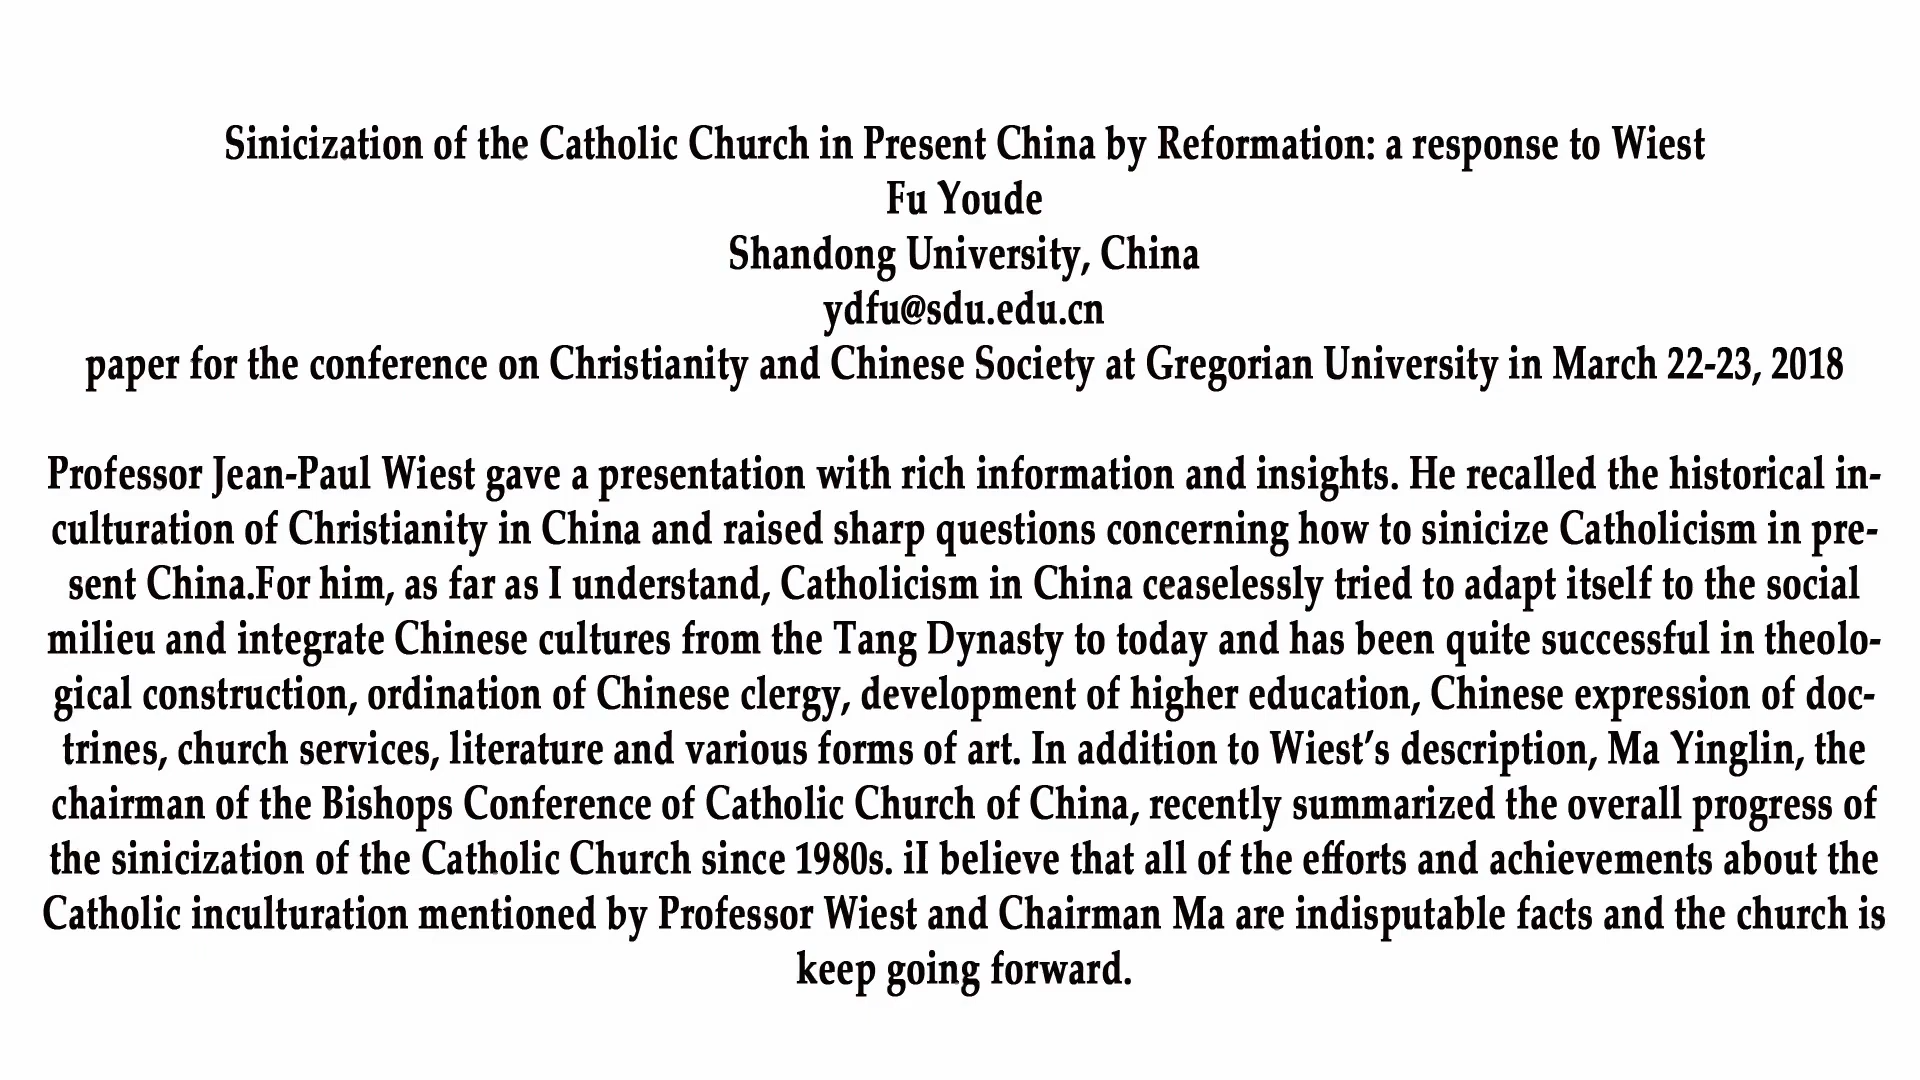 Sinicization of the Catholic Church in Present China by Reformation: a response to Wiest
Fu Youde
Shandong University, China
ydfu@sdu.edu.cn
paper for the conference on Christianity and Chinese Society at Gregorian University in March 22-23, 2018
Professor Jean-Paul Wiest gave a presentation with rich information and insights. He recalled the historical in-
culturation of Christianity in China and raised sharp questions concerning how to sinicize Catholicism in pre-
sent China.For him, as far as I understand, Catholicism in China ceaselessly tried to adapt itself to the social
milieu and integrate Chinese cultures from the Tang Dynasty to today and has been quite successful in theolo-
gical construction, ordination of Chinese clergy, development of higher education, Chinese expression of doc-
trines, church services, literature and various forms of art. In addition to Wiest’s description, Ma Yinglin, the
chairman of the Bishops Conference of Catholic Church of China, recently summarized the overall progress of
the sinicization of the Catholic Church since 1980s. iI believe that all of the efforts and achievements about the
Catholic inculturation mentioned by Professor Wiest and Chairman Ma are indisputable facts and the church is
keep going forward.